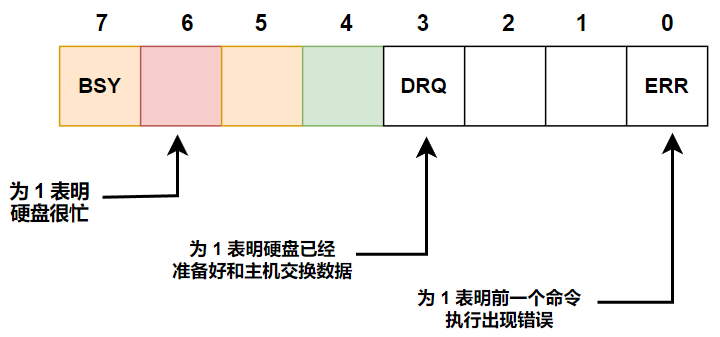 7 6 5 4 3 2 1 0
BSY DRQ ERR
为 1 表明
硬盘很忙
为 1 表明硬盘已经
准备好和主机交换数据
为 1 表明前一个命令
执行出现错误